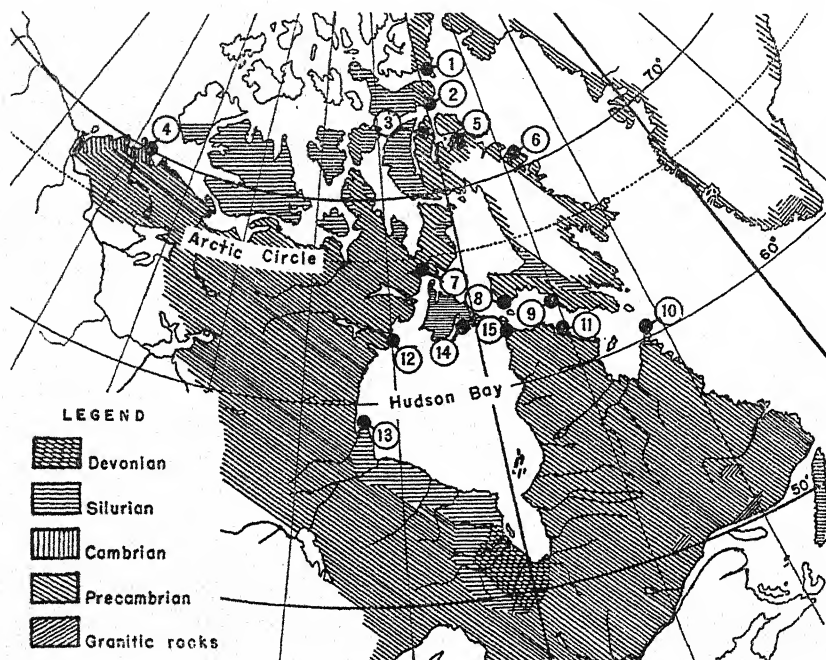 1
2
70°
3
5
4
6
Arctic Circle
60°
7
8
9
10
11
15
12
14
Hudson Bay
LEGEND
13
Devonian
Silurian
50°
Cambrian
Precambrian
Granitic rocks